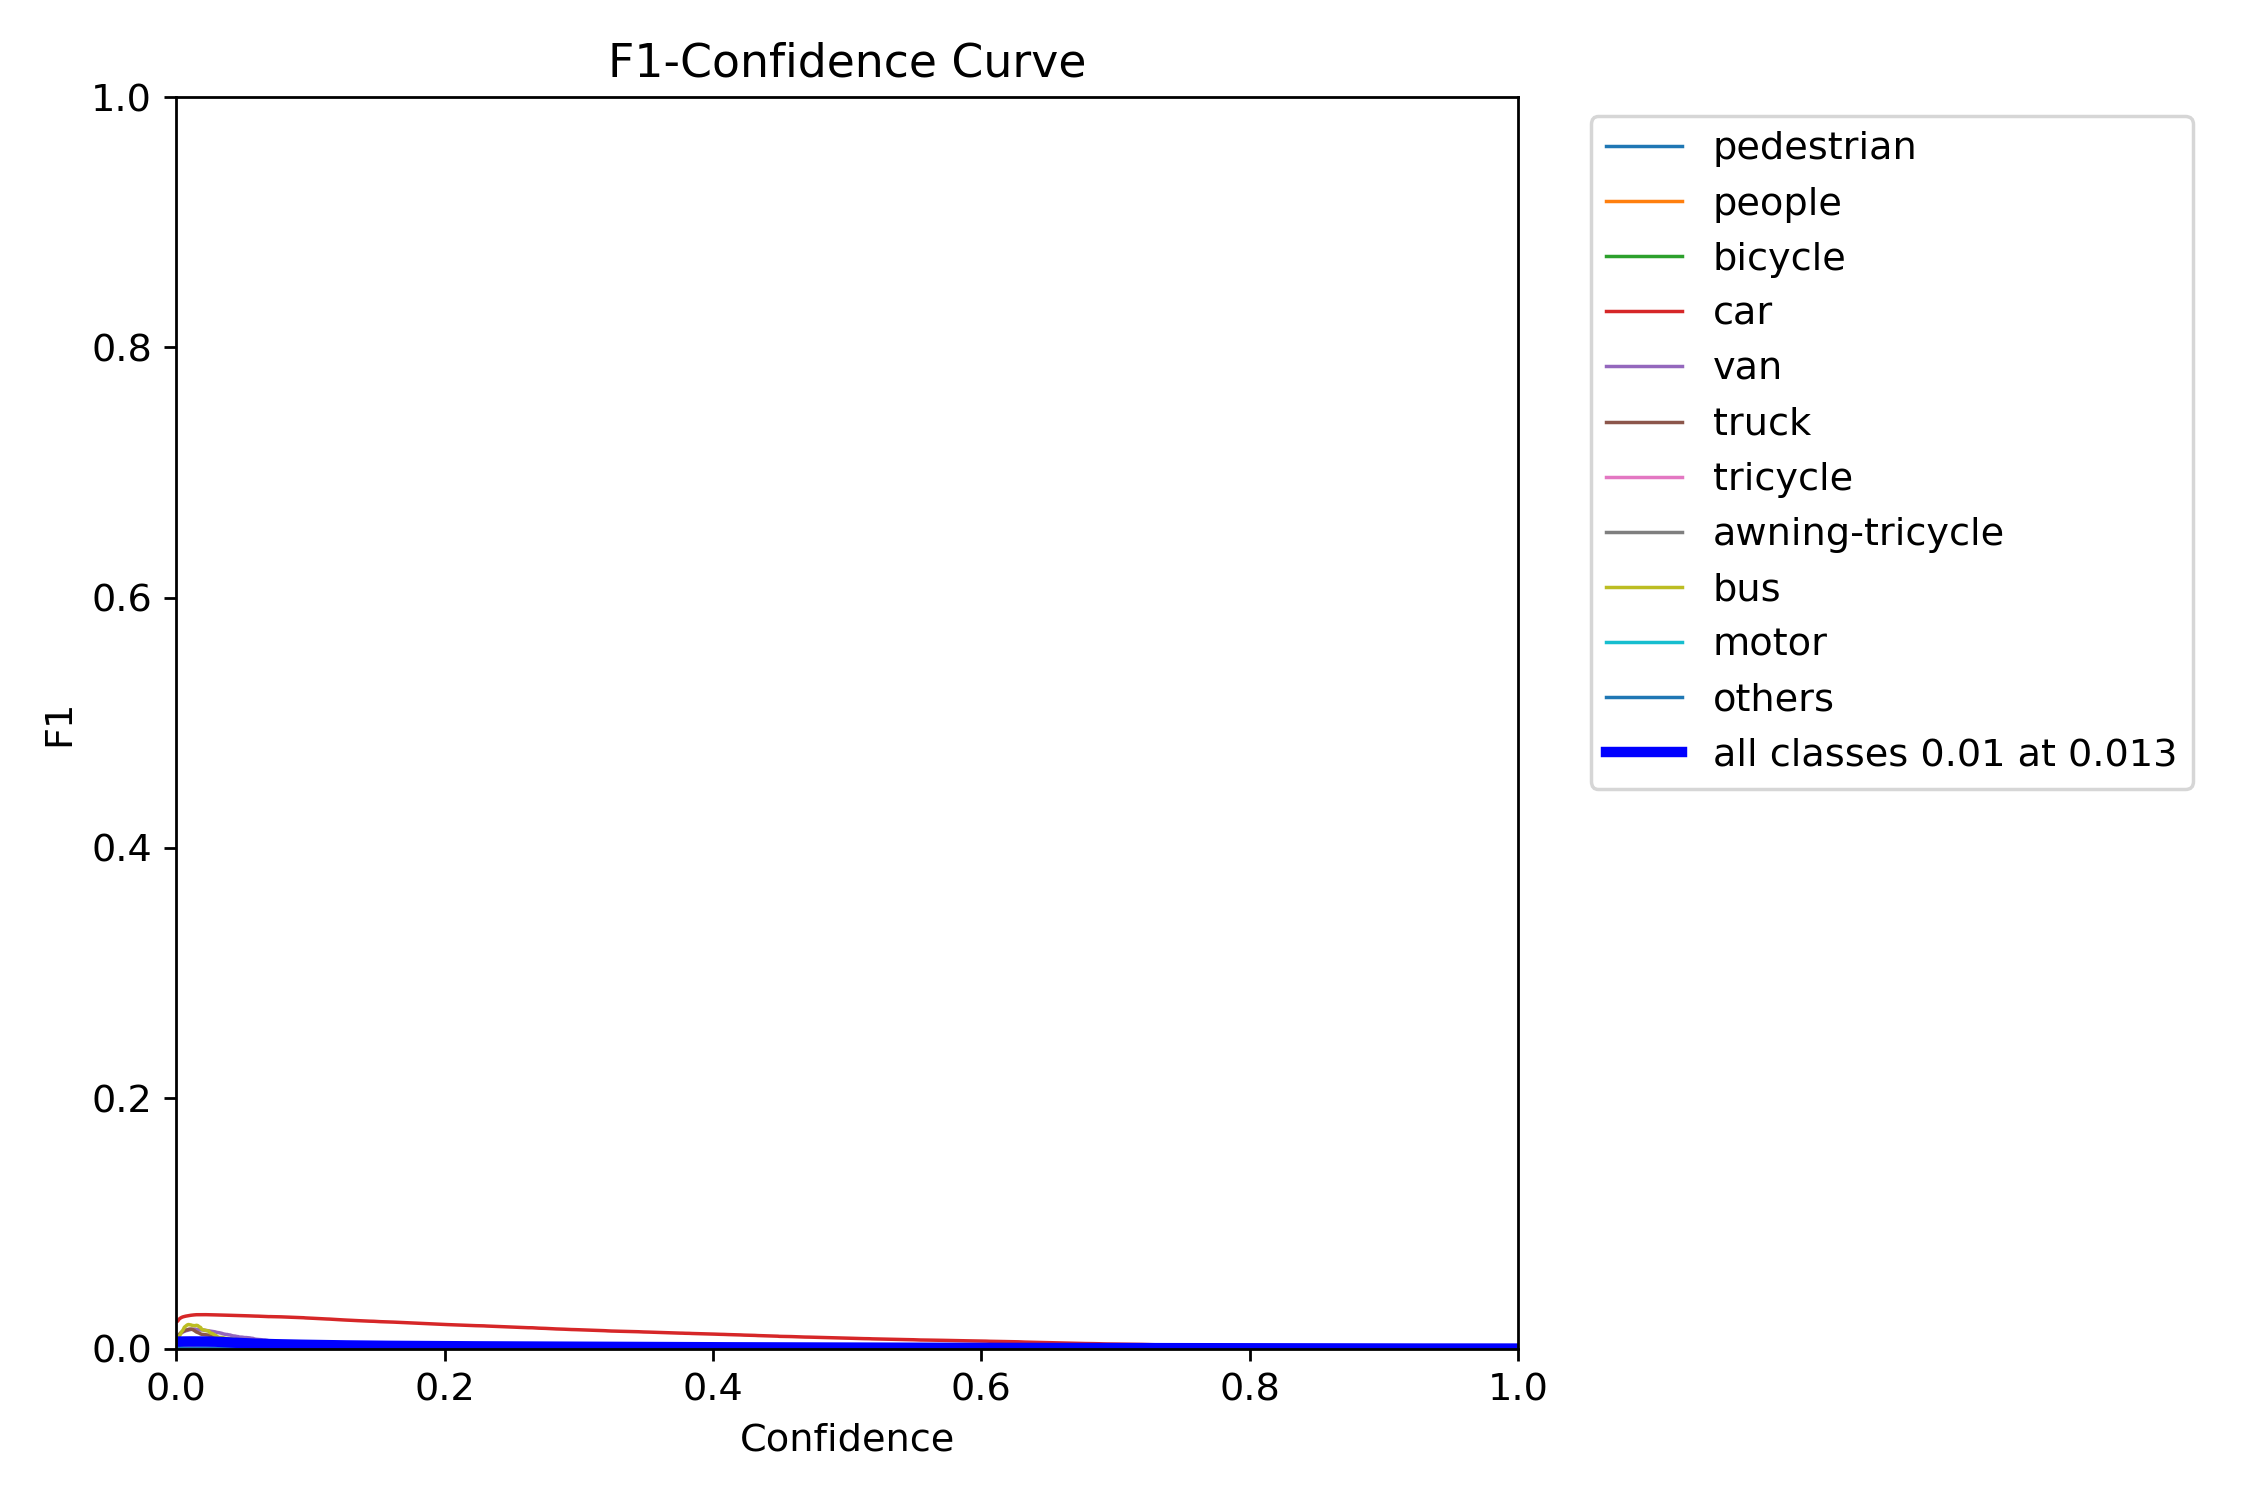 F1-Confidence Curve
1.0
0.8
0.6
0.4
0.2
0.0
F1
0.0 0.2 0.4 0.6 0.8 1.0
Confidence
pedestrian
people
bicycle
car
van
truck
tricycle
awning-tricycle
bus
motor
others
all classes 0.01 at 0.013